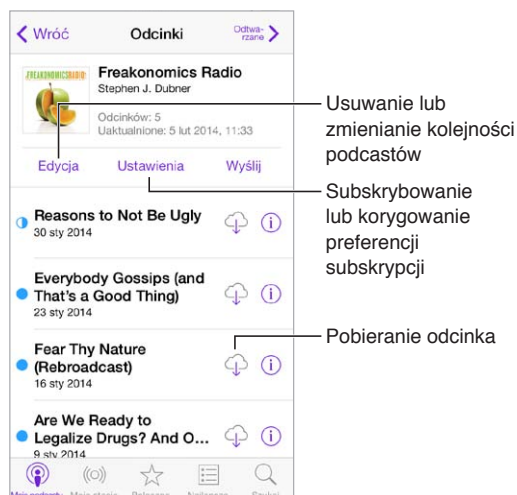 Wróć
Odcinki
Odtwa-
rzane
FREAKONOMICS RADIO
Freakonomics Radio
Stephen J. Dubner
Odcinków: 5
Uaktualnione: 5 lut 2014, 11:33
Edycja
Ustawienia
Wyślij
Reasons to Not Be Ugly
30 sty 2014
Everybody Gossips (and
That's a Good Thing)
23 sty 2014
Fear Thy Nature
(Rebroadcast)
16 sty 2014
Are We Ready to
Legalize Drugs? And O...
9 sty 2014
Usuwanie lub
zmienianie kolejności
podcastów
Subskrybowanie
lub korygowanie
preferencji
subskrypcji
Pobieranie odcinka